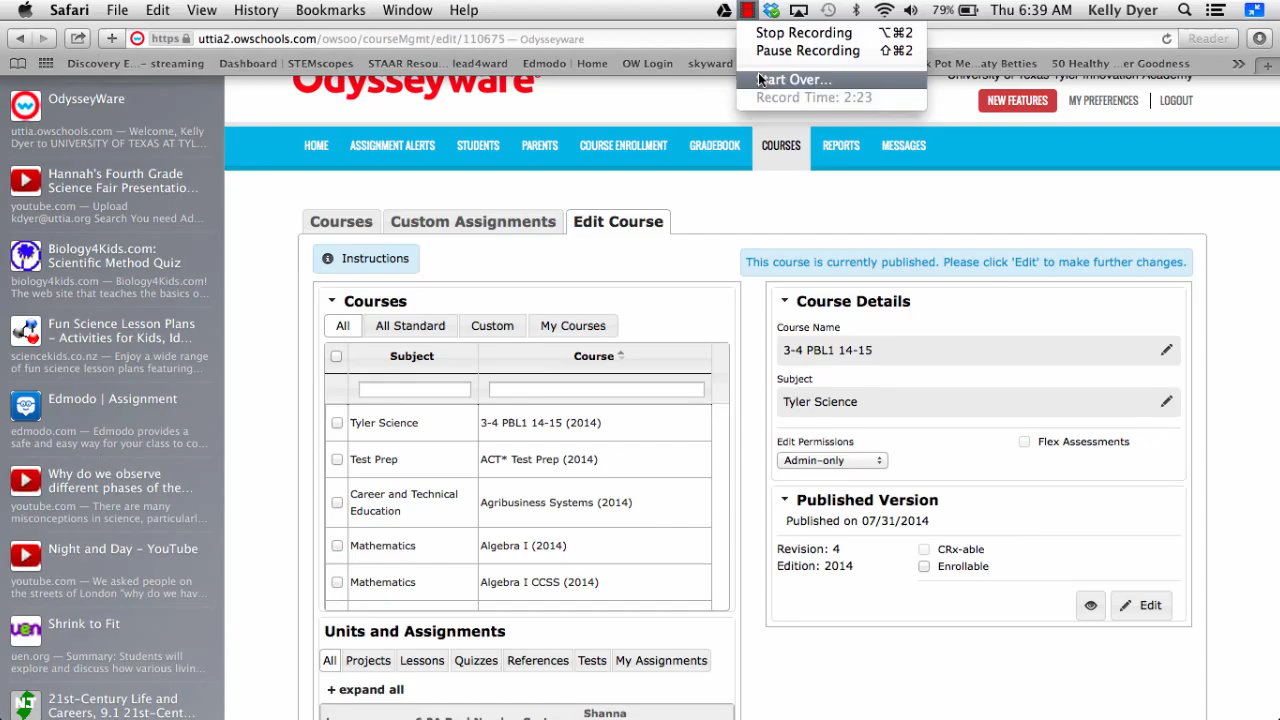 Safari File Edit View History Bookmarks Window Help 79% Thu 6:39 AM Kelly Dyer
Stop Recording ⌥⌘2
Pause Recording ⇧⌘2
Start Over...
Record Time: 2:23
https uttia2.owschools.com/owsoo/courseMgmt/edit/110675 — Odysseyware Reader
Discovery E... – streaming Dashboard STEMscopes STAAR Resou...lead4ward Edmodo | Home OW Login skyward Pot Me...aty Betties 50 Healthy ...er Goodness
OdysseyWare
uttia.owschools.com — Welcome, Kelly
Dyer to UNIVERSITY OF TEXAS AT TYL...
Hannah's Fourth Grade
Science Fair Presentatio...
youtube.com — Upload
kdyer@uttia.org Search You need Ad...
Biology4Kids.com:
Scientific Method Quiz
biology4kids.com — Biology4Kids.com!
The web site that teaches the basics o...
Fun Science Lesson Plans
- Activities for Kids, Id...
sciencekids.co.nz — Enjoy a wide range
of fun science lesson plans featuring...
Edmodo | Assignment
edmodo.com — Edmodo provides a
safe and easy way for your class to co...
Why do we observe
different phases of the...
youtube.com — There are many
misconceptions in science, particularl...
Night and Day - YouTube
youtube.com — We asked people on
the streets of London "why do we hav...
Shrink to Fit
uen.org — Summary: Students will
explore and discuss how various livin...
21st-Century Life and
Careers, 9.1 21st-Cent...
Odysseyware
University of Texas at Tyler Innovation Academy
NEW FEATURES MY PREFERENCES LOGOUT
HOME ASSIGNMENT ALERTS STUDENTS PARENTS COURSE ENROLLMENT GRADEBOOK COURSES REPORTS MESSAGES
Courses Custom Assignments Edit Course
Instructions
This course is currently published. Please click 'Edit' to make further changes.
Courses
All All Standard Custom My Courses
Subject Course
Tyler Science 3-4 PBL1 14-15 (2014)
Test Prep ACT* Test Prep (2014)
Career and Technical
Education Agribusiness Systems (2014)
Mathematics Algebra I (2014)
Mathematics Algebra I CCSS (2014)
Units and Assignments
All Projects Lessons Quizzes References Tests My Assignments
+ expand all
Shanna
Course Details
Course Name
3-4 PBL1 14-15
Subject
Tyler Science
Edit Permissions Flex Assessments
Admin-only
Published Version
Published on 07/31/2014
Revision: 4 CRx-able
Edition: 2014 Enrollable
Edit